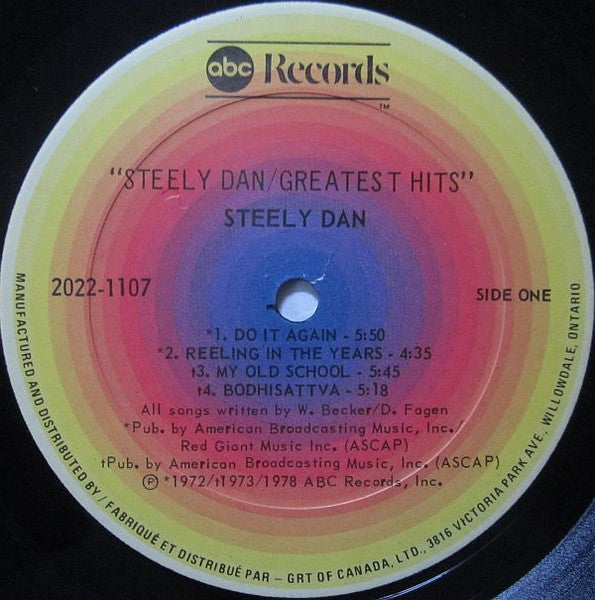 abc Records
TM
"STEELY DAN/GREATEST HITS"
STEELY DAN
2022-1107
SIDE ONE
*1. DO IT AGAIN - 5:50
*2. REELING IN THE YEARS - 4:35
t3. MY OLD SCHOOL - 5:45
t4. BODHISATTVA - 5:18
All songs written by W. Becker/D. Fagen
*Pub. by American Broadcasting Music, Inc./
Red Giant Music Inc. (ASCAP)
tPub. by American Broadcasting Music, Inc. (ASCAP)
℗ *1972/t1973/1978 ABC Records, Inc.
MANUFACTURED AND DISTRIBUTED BY / FABRIQUÉ ET DISTRIBUÉ PAR - GRT OF CANADA, LTD., 3816 VICTORIA PARK AVE., WILLOWDALE, ONTARIO